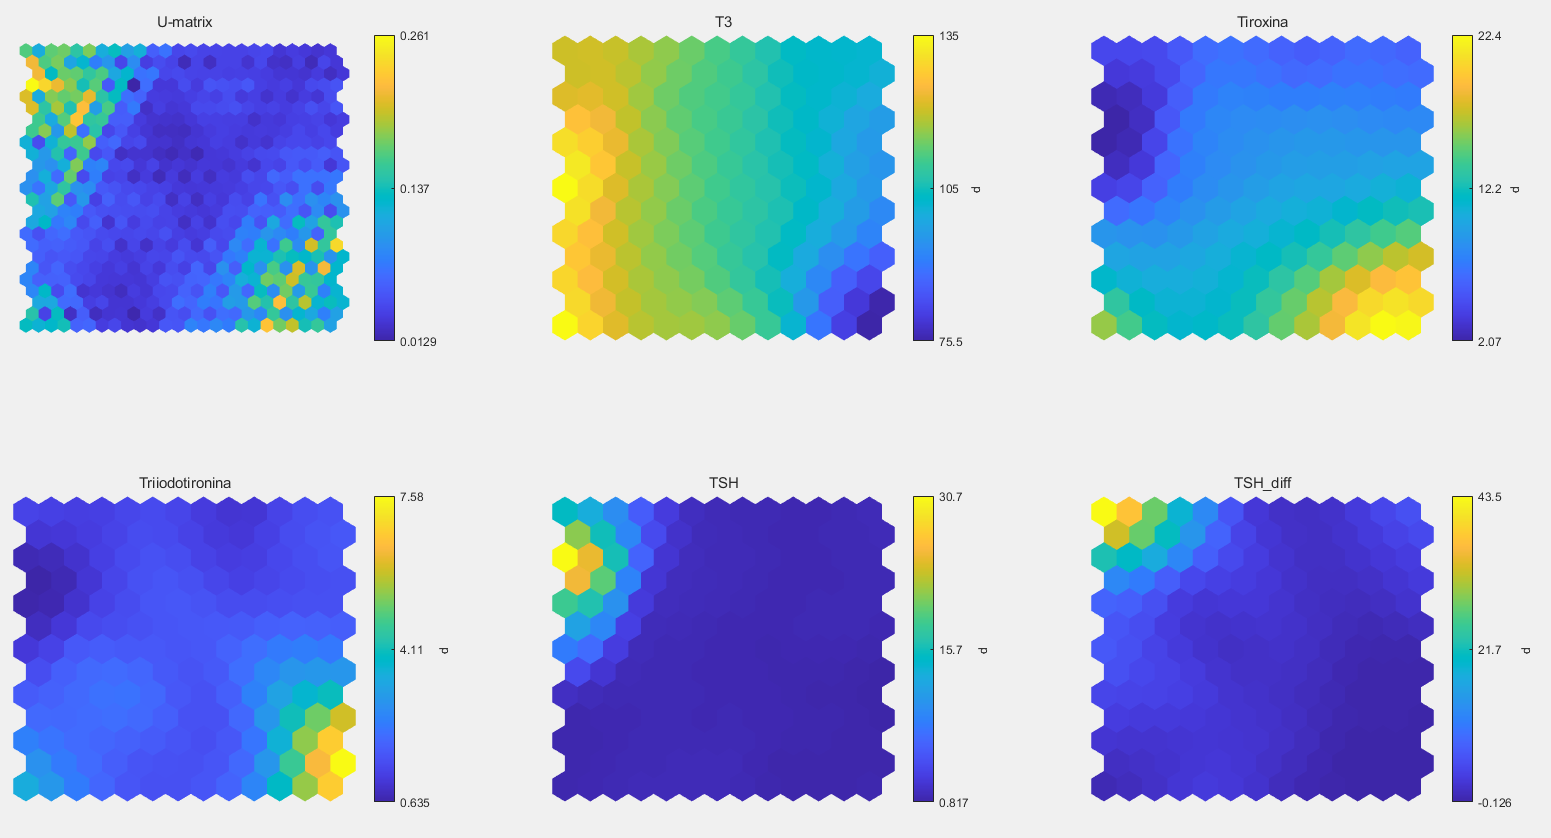 U-matrix
0.261
0.137
0.0129
T3
135
105
d
75.5
Tiroxina
22.4
12.2
d
2.07
Triiodotironina
7.58
4.11
d
0.635
TSH
30.7
15.7
d
0.817
TSH_diff
43.5
21.7
d
-0.126